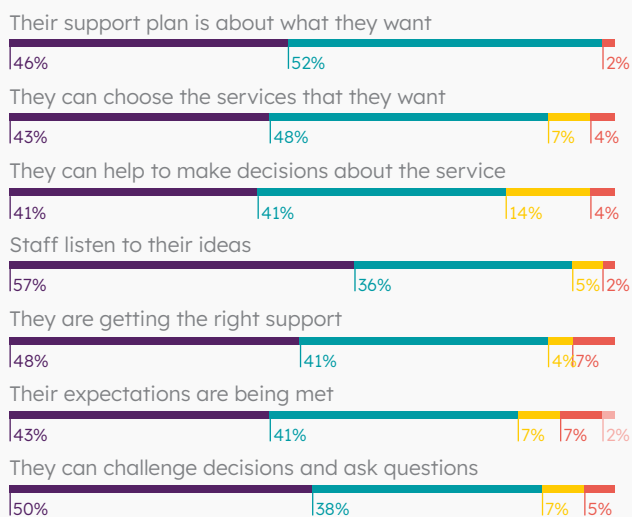 Their support plan is about what they want
46% 52% 2%
They can choose the services that they want
43% 48% 7% 4%
They can help to make decisions about the service
41% 41% 14% 4%
Staff listen to their ideas
57% 36% 5% 2%
They are getting the right support
48% 41% 4% 7%
Their expectations are being met
43% 41% 7% 7% 2%
They can challenge decisions and ask questions
50% 38% 7% 5%